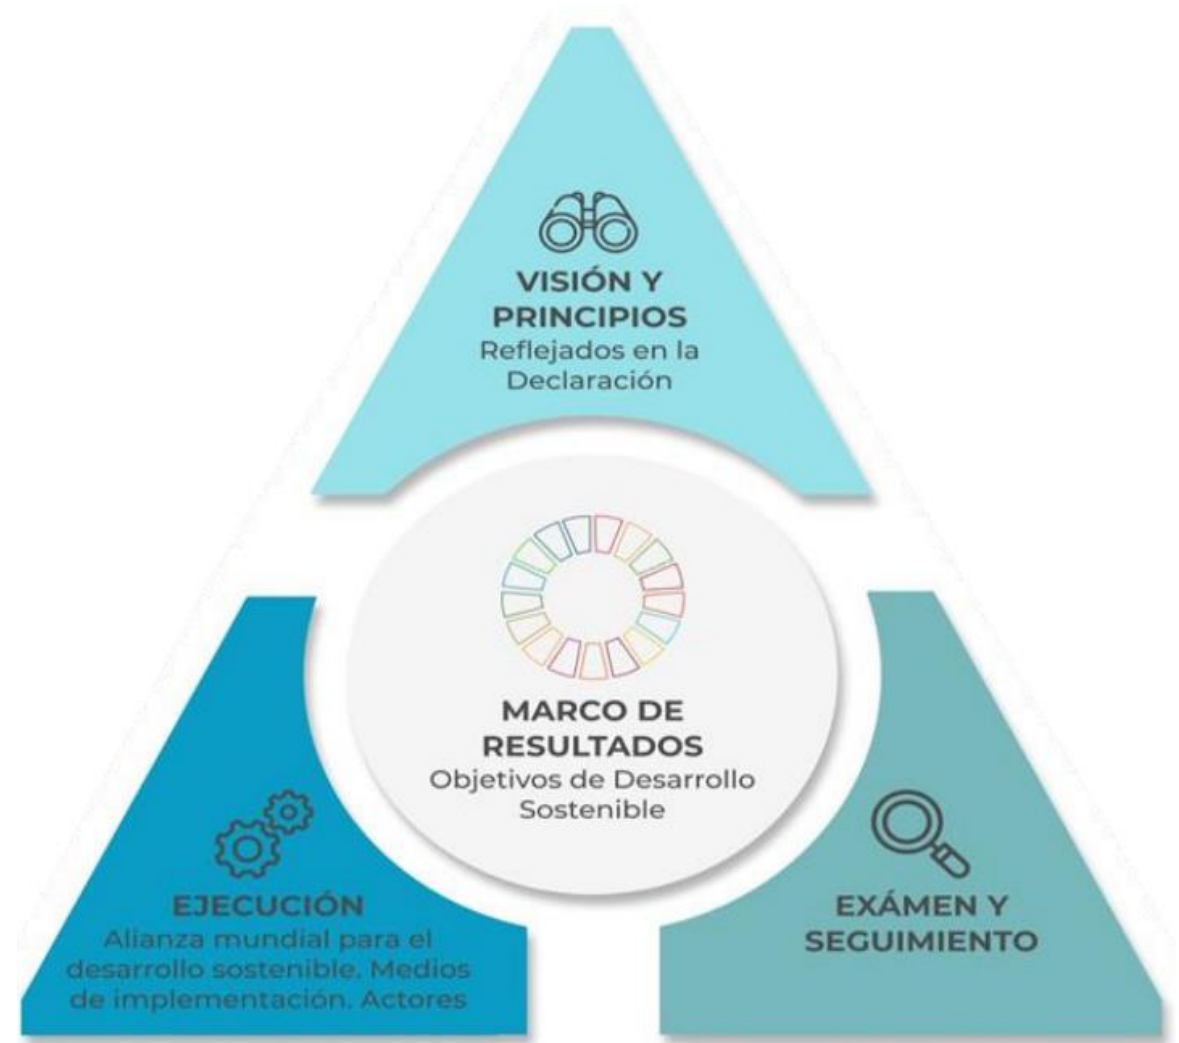 VISIÓN Y
PRINCIPIOS
Reflejados en la
Declaración
MARCO DE
RESULTADOS
Objetivos de Desarrollo
Sostenible
EJECUCIÓN
Alianza mundial para el
desarrollo sostenible. Medios
de implementación. Actores
EXÁMEN Y
SEGUIMIENTO